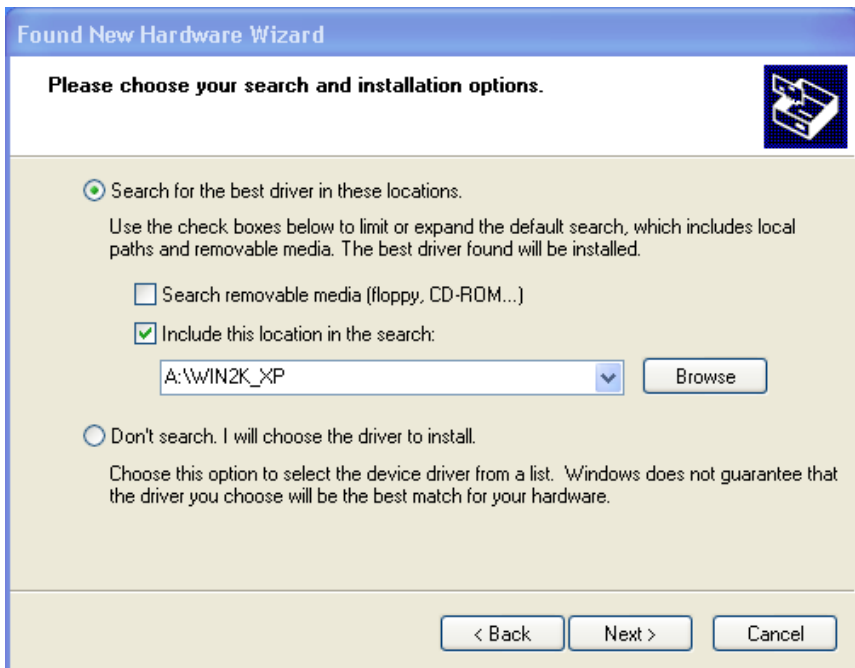 Found New Hardware Wizard
Please choose your search and installation options.
Search for the best driver in these locations.
Use the check boxes below to limit or expand the default search, which includes local
paths and removable media. The best driver found will be installed.
Search removable media (floppy, CD-ROM...)
Include this location in the search:
A:\WIN2K_XP
Browse
Don't search. I will choose the driver to install.
Choose this option to select the device driver from a list.  Windows does not guarantee that
the driver you choose will be the best match for your hardware.
< Back
Next >
Cancel